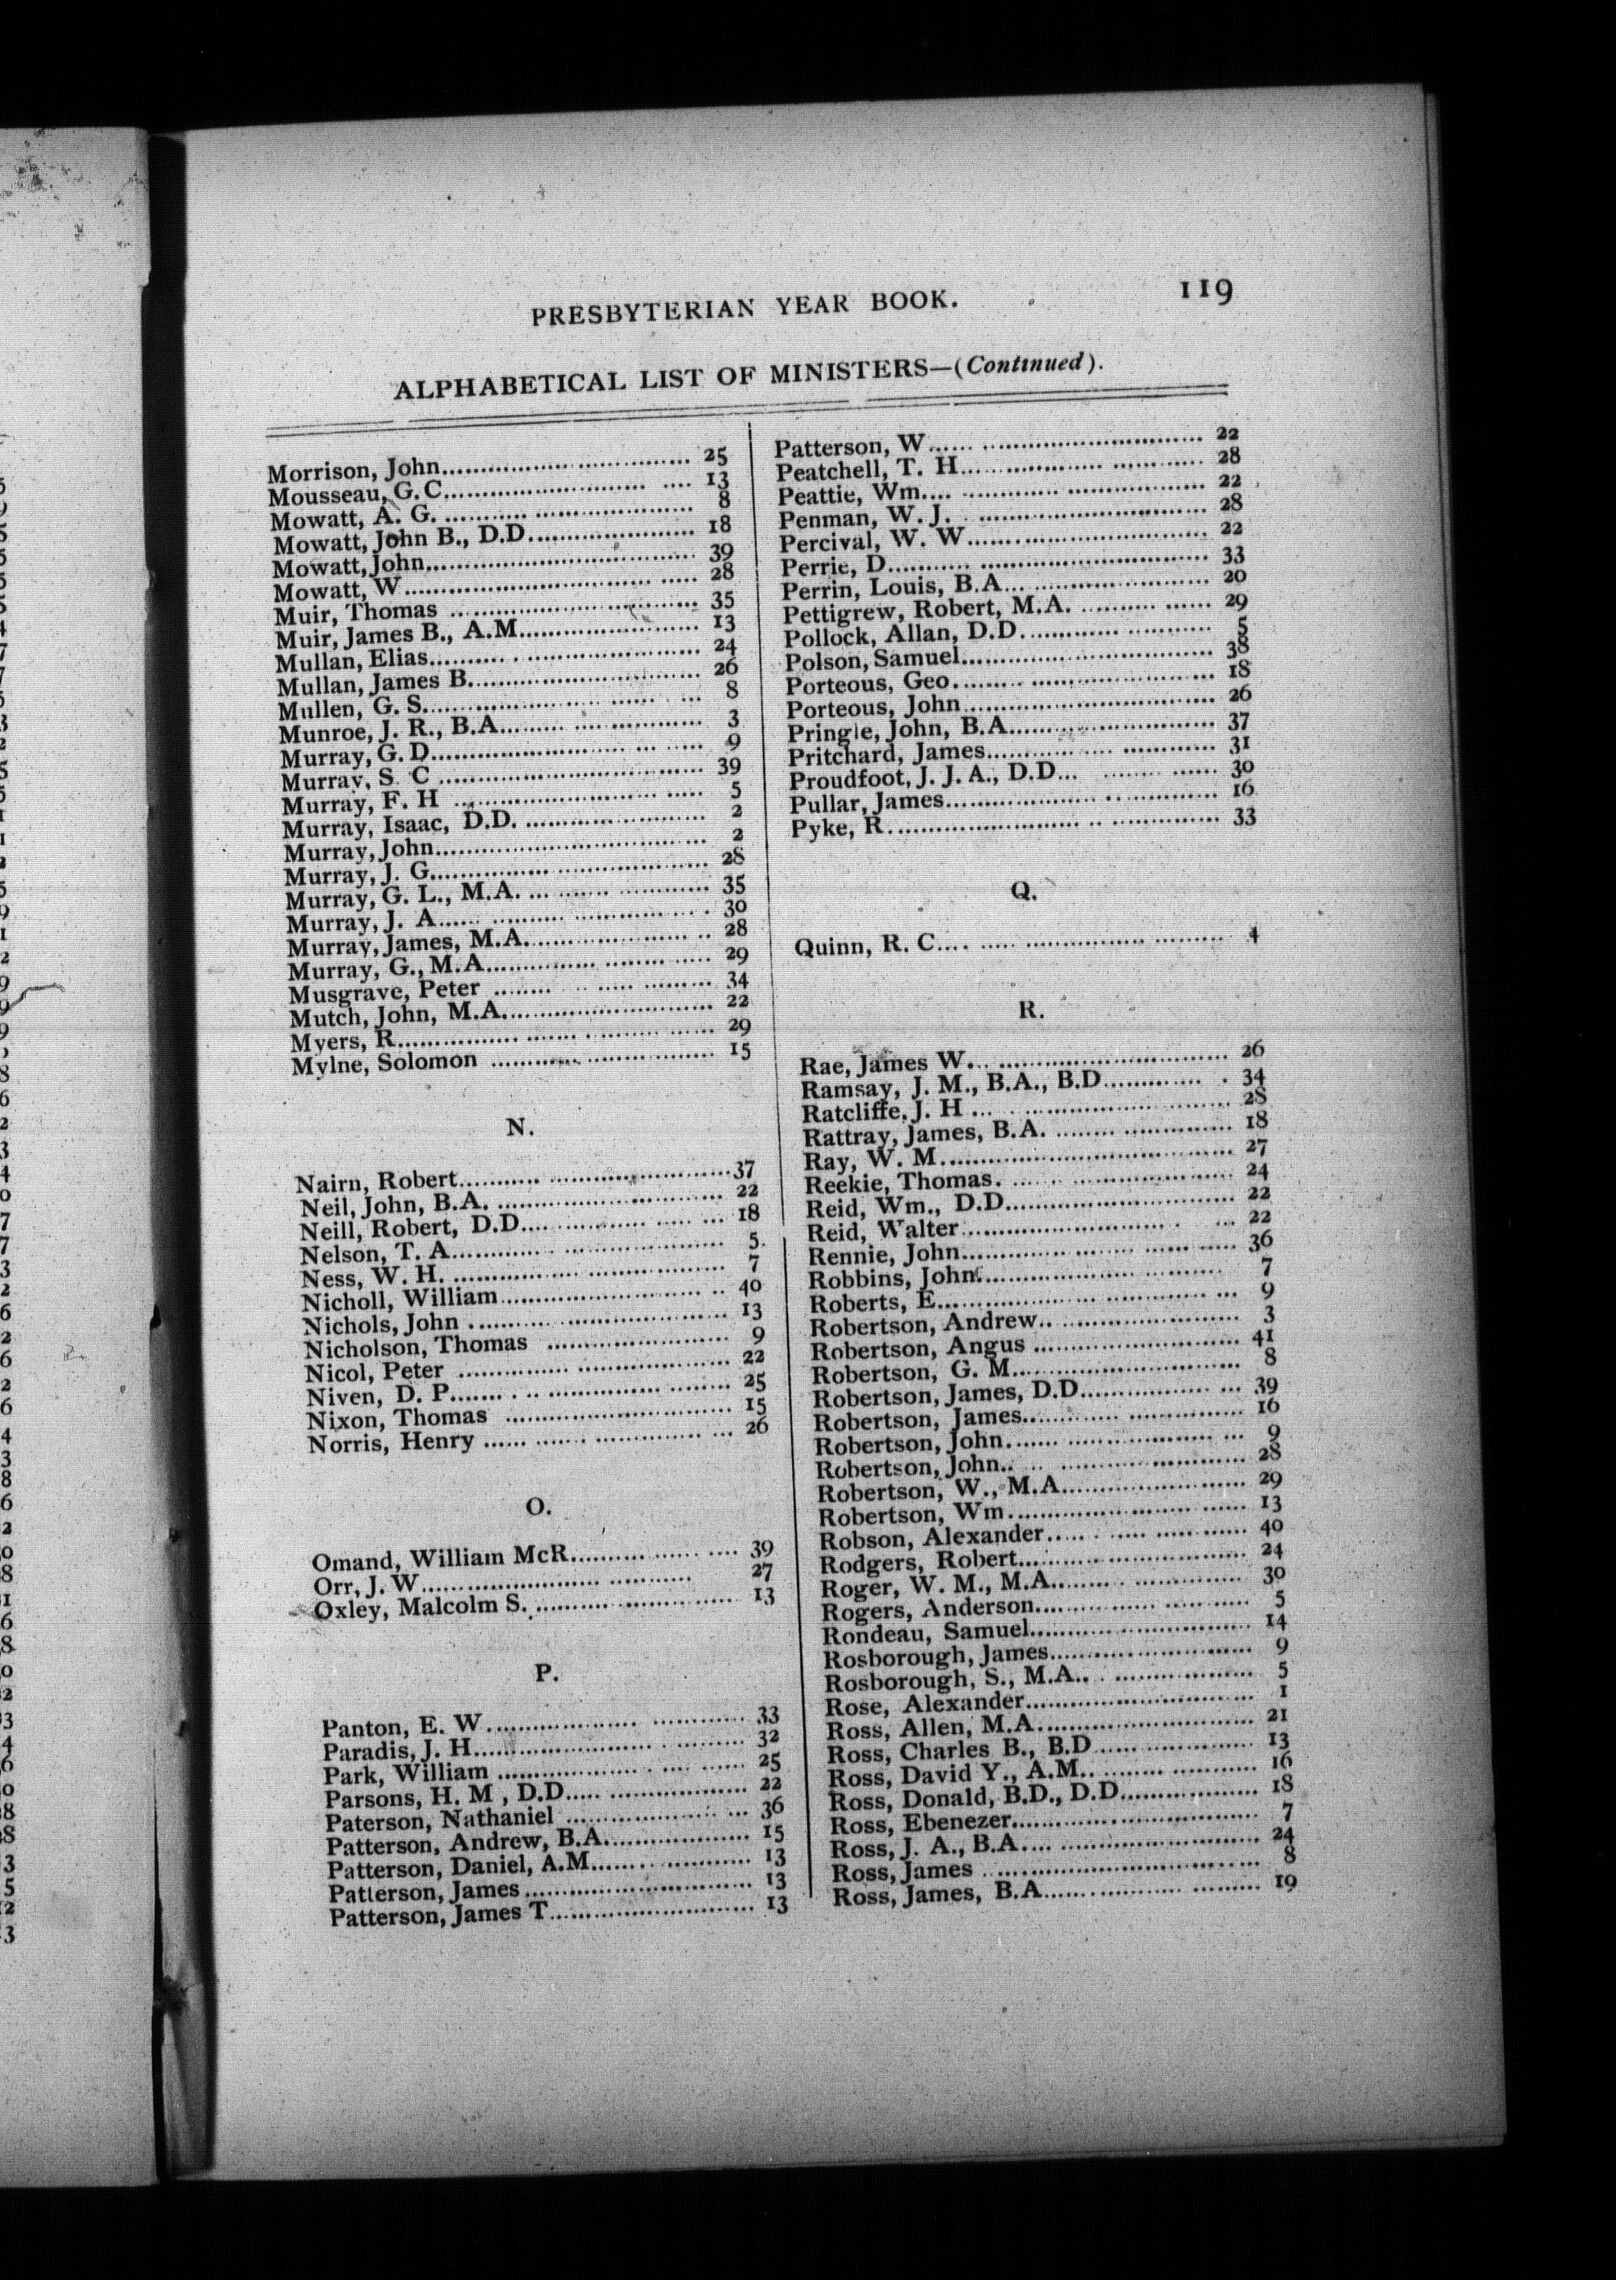 PRESBYTERIAN YEAR BOOK. 119
ALPHABETICAL LIST OF MINISTERS—(Continued).
Morrison, John 25
Mousseau, G. C 13
Mowatt, A. G. 8
Mowatt, John B., D.D 18
Mowatt, John 39
Mowatt, W 28
Muir, Thomas 35
Muir, James B., A.M 13
Mullan, Elias 24
Mullan, James B. 26
Mullen, G. S. 8
Munroe, J. R., B.A 3
Murray, G. D 9
Murray, S C 39
Murray, F. H 5
Murray, Isaac, D.D. 2
Murray, John 2
Murray, J. G 28
Murray, G. L., M.A. 35
Murray, J. A 30
Murray, James, M.A. 28
Murray, G., M.A 29
Musgrave, Peter 34
Mutch, John, M.A. 22
Myers, R 29
Mylne, Solomon 15
N.
Nairn, Robert 37
Neil, John, B.A. 22
Neill, Robert, D.D 18
Nelson, T. A 5
Ness, W. H. 7
Nicholl, William 40
Nichols, John 13
Nicholson, Thomas 9
Nicol, Peter 22
Niven, D. P 25
Nixon, Thomas 15
Norris, Henry 26
O.
Omand, William McR 39
Orr, J. W 27
Oxley, Malcolm S. 13
P.
Panton, E. W 33
Paradis, J. H 32
Park, William 25
Parsons, H. M , D.D 22
Paterson, Nathaniel 36
Patterson, Andrew, B.A 15
Patterson, Daniel, A.M 13
Patterson, James 13
Patterson, James T 13
Patterson, W 22
Peatchell, T. H 28
Peattie, Wm. 22
Penman, W. J. 28
Percival, W. W 22
Perrie, D 33
Perrin, Louis, B.A 20
Pettigrew, Robert, M.A. 29
Pollock, Allan, D.D. 5
Polson, Samuel 38
Porteous, Geo 18
Porteous, John 26
Pringle, John, B.A 37
Pritchard, James 31
Proudfoot, J. J. A., D.D 30
Pullar, James 16
Pyke, R 33
Q.
Quinn, R. C 4
R.
Rae, James W. 26
Ramsay, J. M., B.A., B.D 34
Ratcliffe, J. H 28
Rattray, James, B.A. 18
Ray, W. M 27
Reekie, Thomas. 24
Reid, Wm., D.D 22
Reid, Walter 22
Rennie, John 36
Robbins, John 7
Roberts, E 9
Robertson, Andrew 3
Robertson, Angus 41
Robertson, G. M 8
Robertson, James, D.D 39
Robertson, James 16
Robertson, John 9
Robertson, John 28
Robertson, W., M.A 29
Robertson, Wm 13
Robson, Alexander 40
Rodgers, Robert 24
Roger, W. M., M.A 30
Rogers, Anderson 5
Rondeau, Samuel 14
Rosborough, James 9
Rosborough, S., M.A. 5
Rose, Alexander 1
Ross, Allen, M.A 21
Ross, Charles B., B.D 13
Ross, David Y., A.M. 16
Ross, Donald, B.D., D.D 18
Ross, Ebenezer 7
Ross, J. A., B.A 24
Ross, James 8
Ross, James, B.A 19